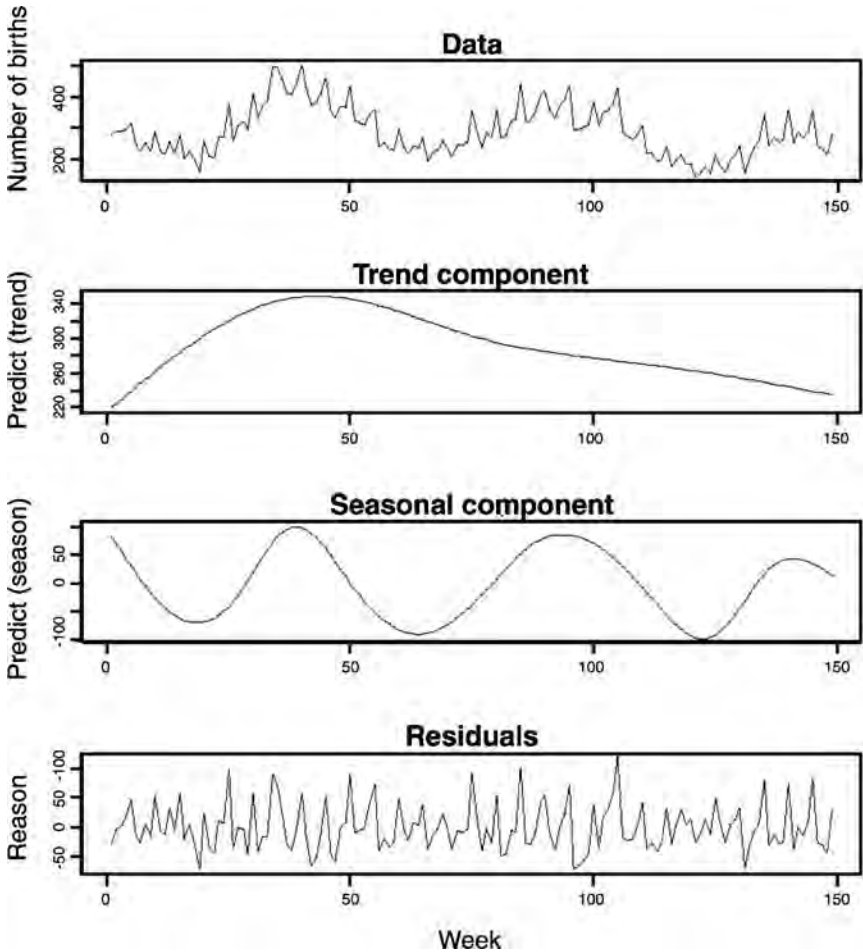 Data
Number of births
400
200
0 50 100 150
Trend component
Predict (trend)
340
300
260
220
0 50 100 150
Seasonal component
Predict (season)
50
0
-100
0 50 100 150
Residuals
Reason
100
50
0
-50
0 50 100 150
Week